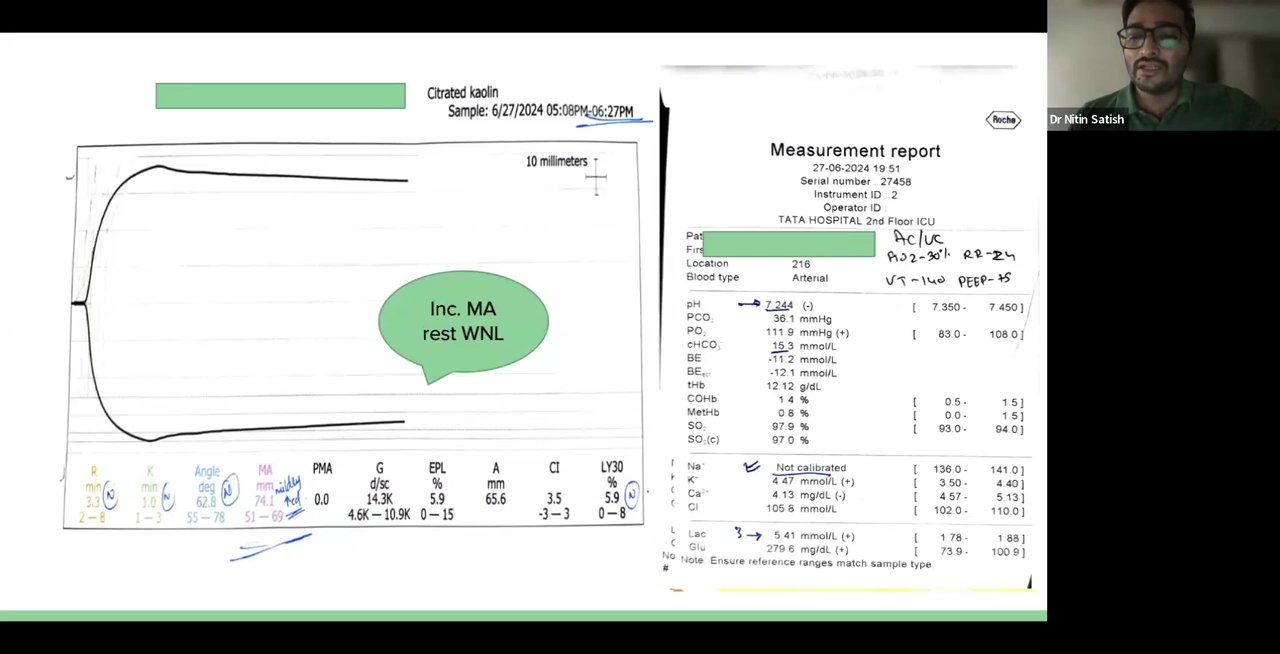 Citrated kaolin
Sample: 6/27/2024 05:08PM-06:27PM
10 millimeters
Inc. MA
rest WNL
R K Angle MA PMA G EPL A CI LY30
min min deg mm d/sc % mm %
3.3 N 1.0 N 62.8 N 74.1 mildly ↑ed 0.0 14.3K 5.9 65.6 3.5 5.9 N
2 — 8 1 — 3 55 — 78 51 — 69 4.6K — 10.9K 0 — 15 -3 — 3 0 — 8
Roche
Measurement report
27-06-2024 19:51
Serial number : 27458
Instrument ID : 2
Operator ID :
TATA HOSPITAL 2nd Floor ICU
Pat
Firs
AC/VC
FiO2-30% RR-24
VT-140 PEEP-
Location 216
Blood type Arterial
pH → 7.244 (-) [ 7.350 - 7.450 ]
PCO2 36.1 mmHg
PO2 111.9 mmHg (+) [ 83.0 - 108.0 ]
cHCO3 15.3 mmol/L
BE -11.2 mmol/L
BE -12.1 mmol/L
tHb 12.12 g/dL
COHb 1.4 % [ 0.5 - 1.5 ]
MetHb 0.8 % [ 0.0 - 1.5 ]
SO2 97.9 % [ 93.0 - 94.0 ]
SO2(c) 97.0 %
Na+ Not calibrated [ 136.0 - 141.0 ]
K+ 4.47 mmol/L (+) [ 3.50 - 4.40 ]
Ca2+ 4.13 mg/dL (-) [ 4.57 - 5.13 ]
Cl 105.8 mmol/L [ 102.0 - 110.0 ]
Lac 3 → 5.41 mmol/L (+) [ 1.78 - 1.88 ]
Glu 279.6 mg/dL (+) [ 73.9 - 100.9 ]
No Note: Ensure reference ranges match sample type.
#
Dr Nitin Satish